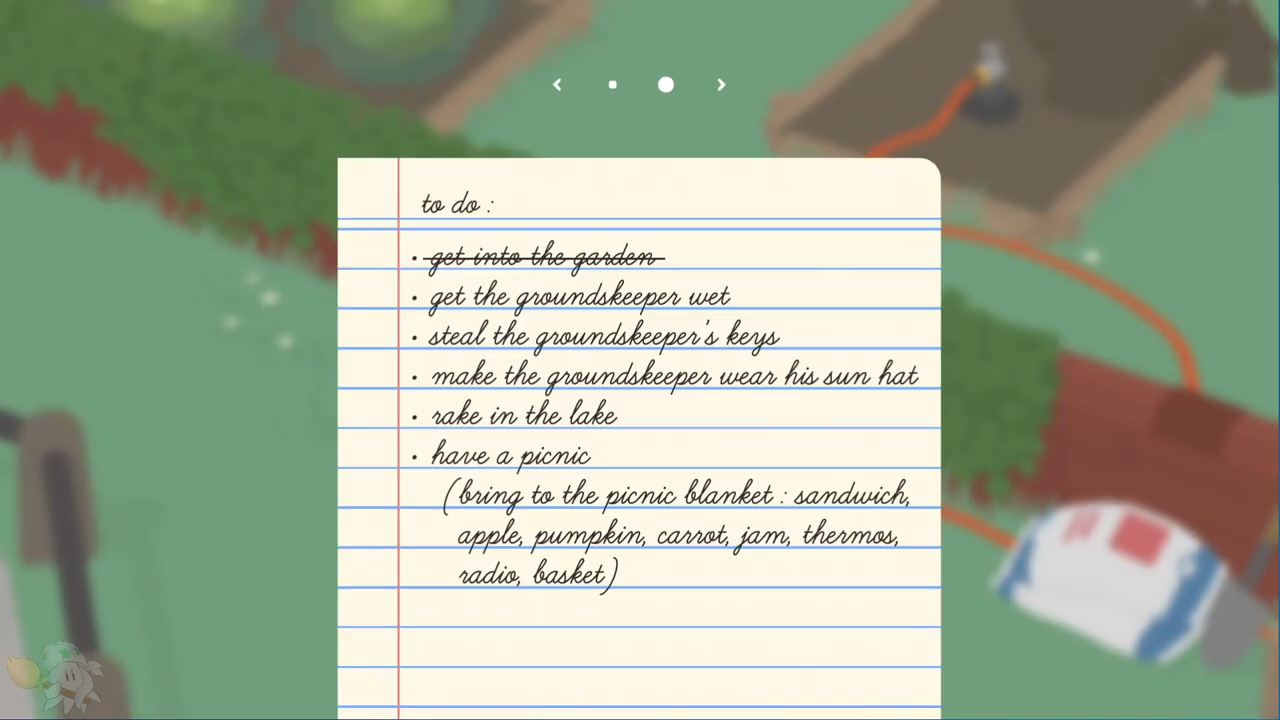 to do :
• get into the garden
• get the groundskeeper wet
• steal the groundskeeper's keys
• make the groundskeeper wear his sun hat
• rake in the lake
• have a picnic
(bring to the picnic blanket : sandwich,
apple, pumpkin, carrot, jam, thermos,
radio, basket)